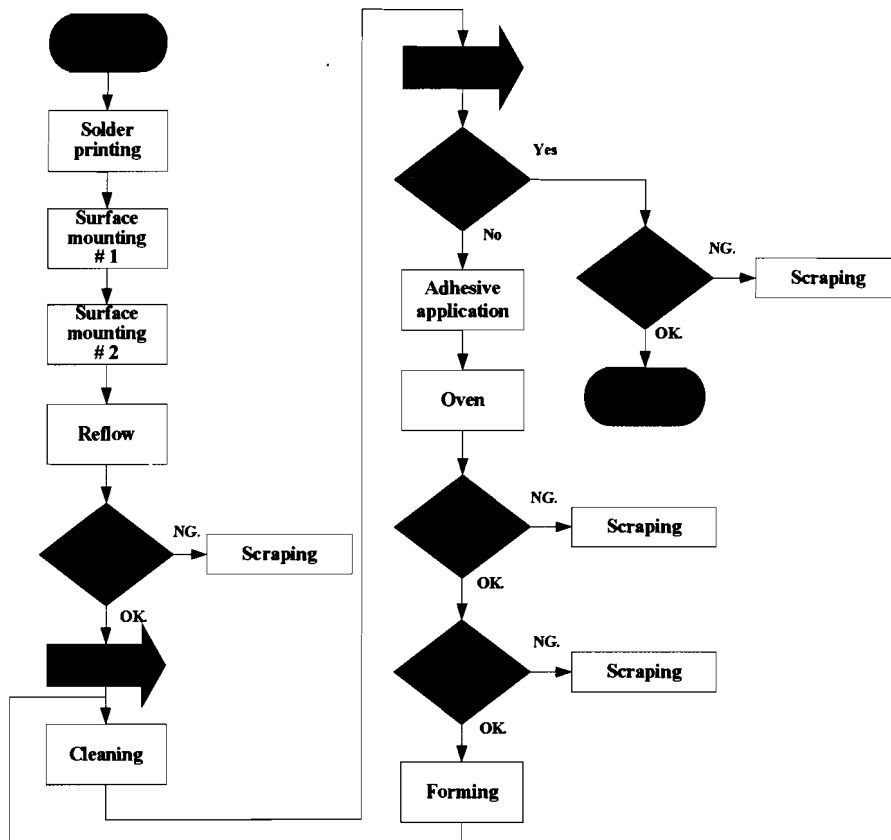 Solder
printing
Surface
mounting
# 1
Surface
mounting
# 2
Reflow
NG.
Scraping
OK.
Cleaning
Yes
No
NG.
Scraping
OK.
Adhesive
application
Oven
NG.
Scraping
OK.
NG.
Scraping
OK.
Forming